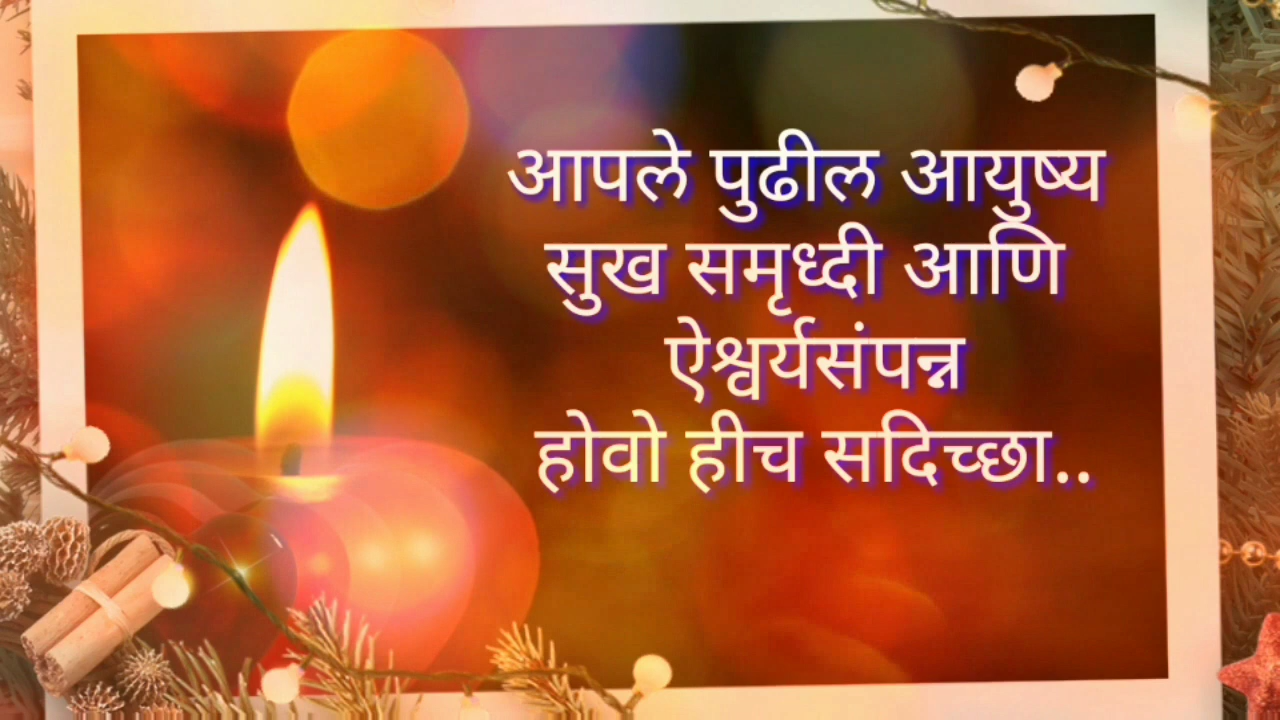 आपले पुढील आयुष्य
सुख समृध्दी आणि
ऐश्वर्यसंपन्न
होवो हीच सदिच्छा..